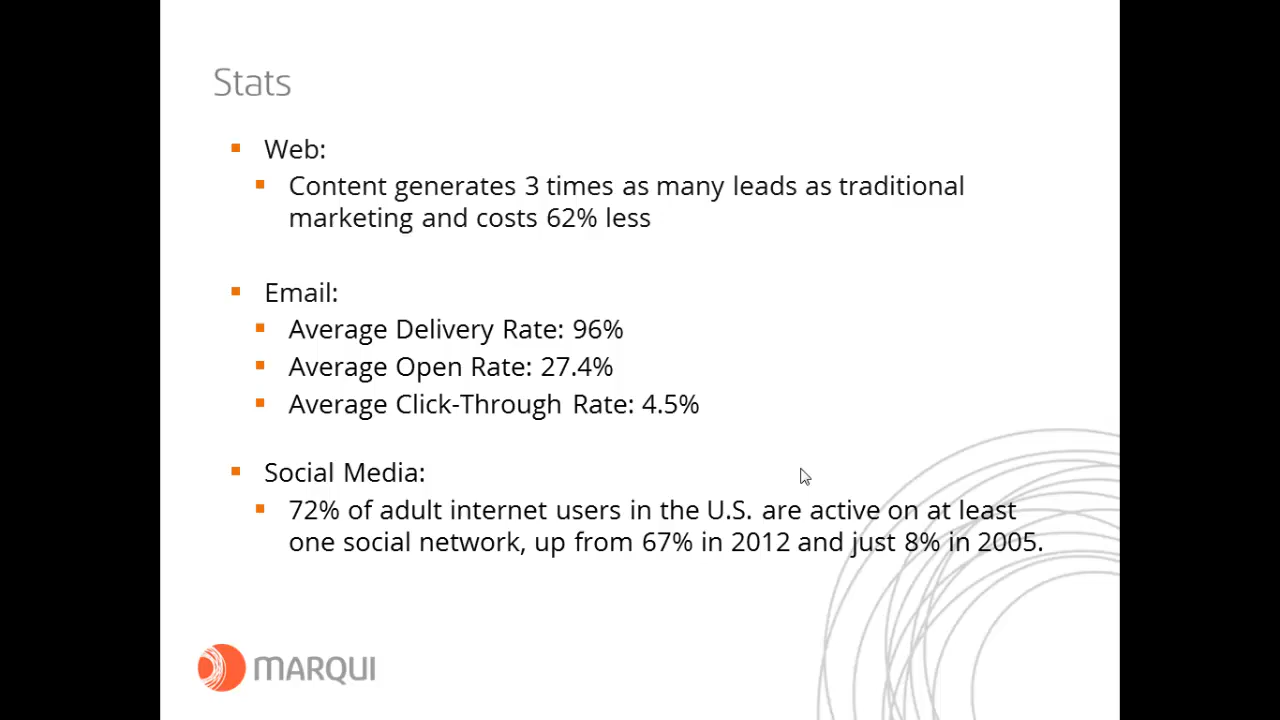 Stats
Web:
Content generates 3 times as many leads as traditional
marketing and costs 62% less
Email:
Average Delivery Rate: 96%
Average Open Rate: 27.4%
Average Click-Through Rate: 4.5%
Social Media:
72% of adult internet users in the U.S. are active on at least
one social network, up from 67% in 2012 and just 8% in 2005.
MARQUI